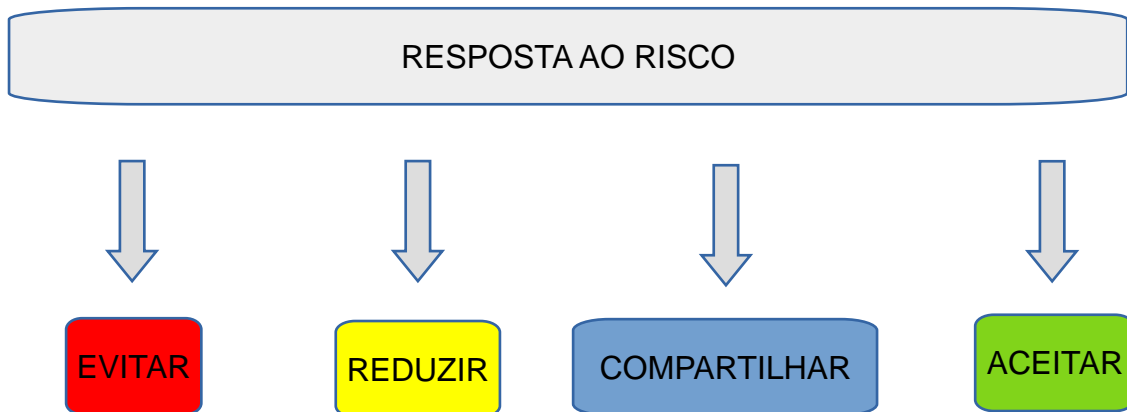 RESPOSTA AO RISCO
EVITAR
REDUZIR
COMPARTILHAR
ACEITAR